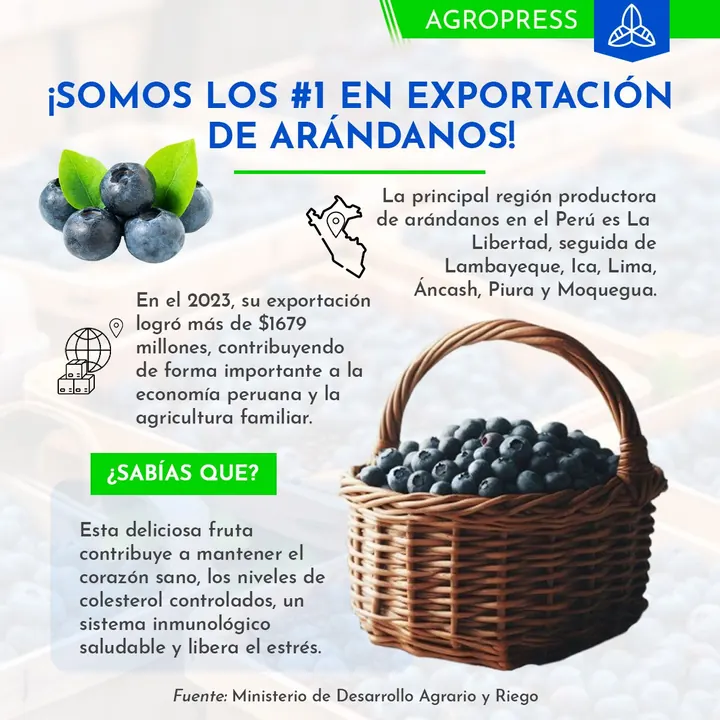 AGROPRESS
¡SOMOS LOS #1 EN EXPORTACIÓN
DE ARÁNDANOS!
La principal región productora
de arándanos en el Perú es La
Libertad, seguida de
Lambayeque, Ica, Lima,
Áncash, Piura y Moquegua.
En el 2023, su exportación
logró más de $1679
millones, contribuyendo
de forma importante a la
economía peruana y la
agricultura familiar.
¿SABÍAS QUE?
Esta deliciosa fruta
contribuye a mantener el
corazón sano, los niveles de
colesterol controlados, un
sistema inmunológico
saludable y libera el estrés.
Fuente: Ministerio de Desarrollo Agrario y Riego